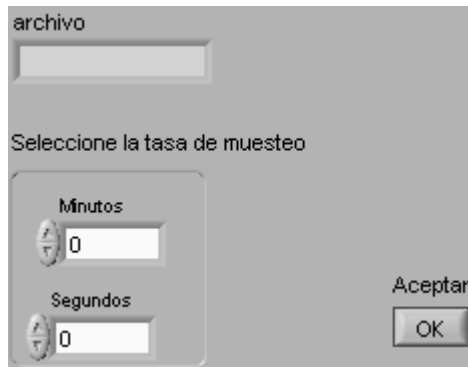 archivo
Seleccione la tasa de muesteo
Minutos
0
Segundos
0
Aceptar
OK